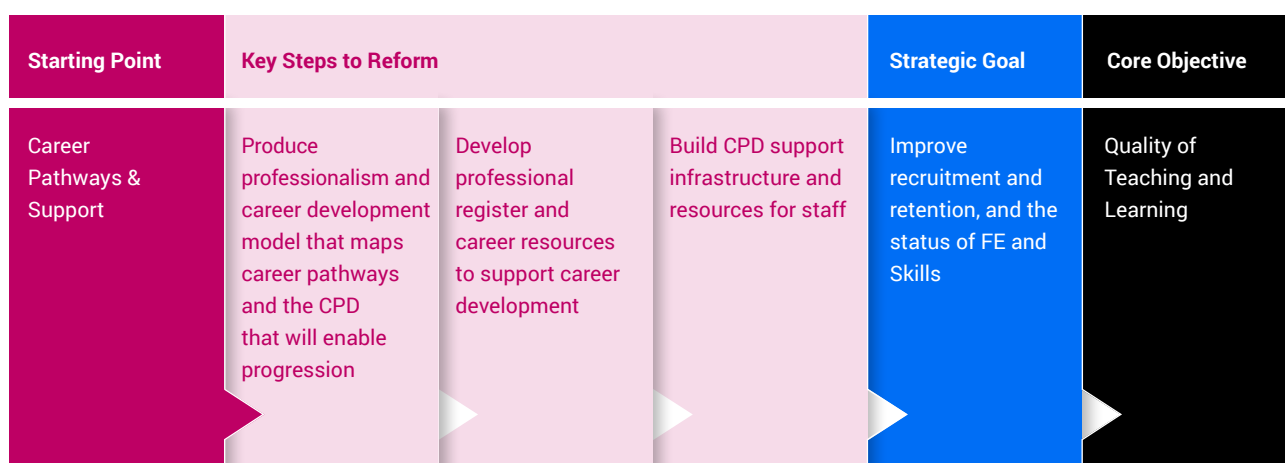 Starting Point
Key Steps to Reform
Strategic Goal
Core Objective
Career
Pathways &
Support
Produce
professionalism and
career development
model that maps
career pathways
and the CPD
that will enable
progression
Develop
professional
register and
career resources
to support career
development
Build CPD support
infrastructure and
resources for staff
Improve
recruitment and
retention, and the
status of FE and
Skills
Quality of
Teaching and
Learning